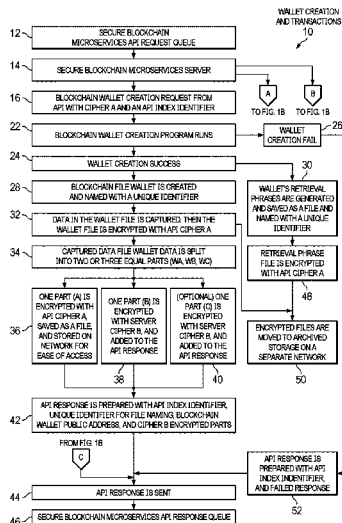 WALLET CREATION
AND TRANSACTIONS
10
12
SECURE BLOCKCHAIN
MICROSERVICES API REQUEST QUEUE
14
SECURE BLOCKCHAIN MICROSERVICES SERVER
A
B
TO FIG. 1B
TO FIG. 1B
16
BLOCKCHAIN WALLET CREATION REQUEST FROM
API WITH CIPHER A AND AN API INDEX IDENTIFIER
22
BLOCKCHAIN WALLET CREATION PROGRAM RUNS
WALLET
CREATION FAIL
26
24
WALLET CREATION SUCCESS
28
BLOCKCHAIN FILE WALLET IS CREATED
AND NAMED WITH A UNIQUE IDENTIFIER
30
WALLET'S RETRIEVAL
PHRASES ARE GENERATED
AND SAVED AS A FILE AND
NAMED WITH A UNIQUE
IDENTIFIER
32
DATA IN THE WALLET FILE IS CAPTURED, THEN THE
WALLET FILE IS ENCRYPTED WITH API CIPHER A
34
CAPTURED DATA FILE WALLET DATA IS SPLIT
INTO TWO OR THREE EQUAL PARTS (WA, WB, WC)
RETRIEVAL PHRASE
FILE IS ENCRYPTED
WITH API CIPHER A
48
36
ONE PART (A) IS
ENCRYPTED WITH
API CIPHER A,
SAVED AS A FILE,
AND STORED ON
NETWORK FOR
EASE OF ACCESS
ONE PART (B) IS
ENCRYPTED
WITH SERVER
CIPHER B, AND
ADDED TO THE
API RESPONSE
38
(OPTIONAL) ONE
PART (C) IS
ENCRYPTED
WITH SERVER
CIPHER B, AND
ADDED TO THE
API RESPONSE
40
ENCRYPTED FILES ARE
MOVED TO ARCHIVED
STORAGE ON A
SEPARATE NETWORK
50
42
API RESPONSE IS PREPARED WITH API INDEX IDENTIFIER,
UNIQUE IDENTIFIER FOR FILE NAMING, BLOCKCHAIN
WALLET PUBLIC ADDRESS, AND CIPHER B ENCRYPTED PARTS
FROM FIG. 1B
C
API RESPONSE IS
PREPARED WITH API
INDEX INDENTIFIER,
AND FAILED RESPONSE
52
44
API RESPONSE IS SENT
46
SECURE BLOCKCHAIN MICROSERVICES API RESPONSE QUEUE